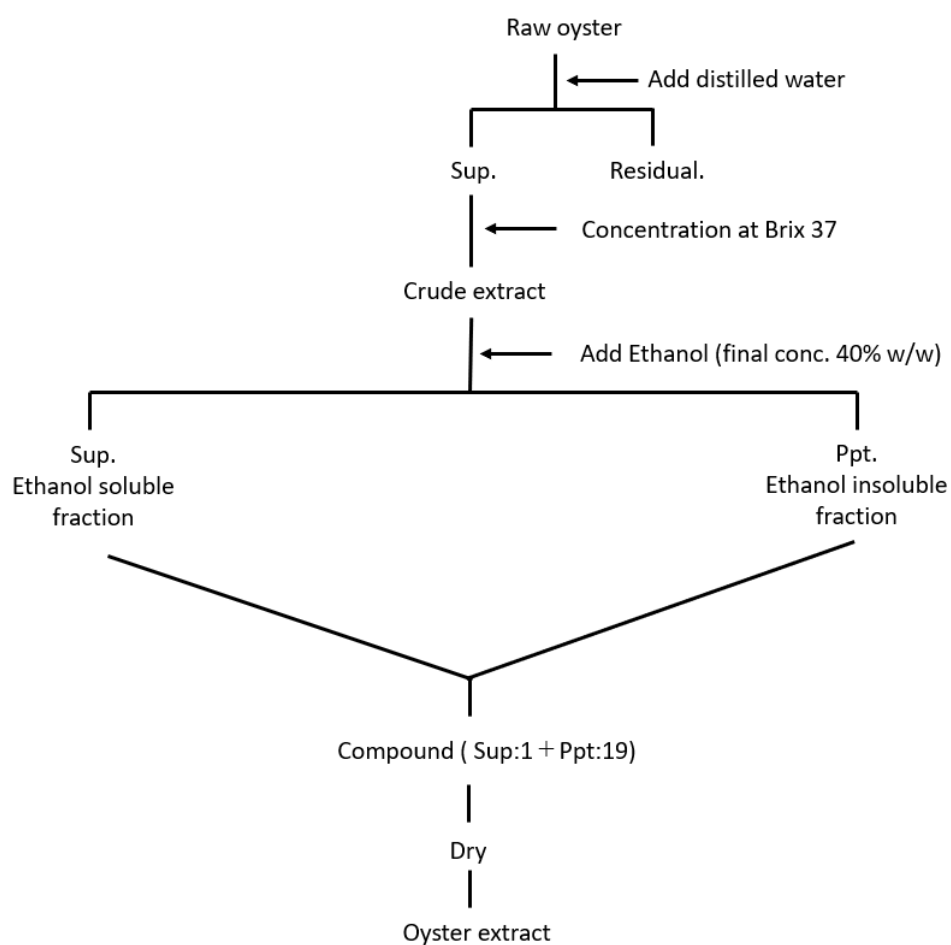 Raw oyster
Add distilled water
Sup.
Residual.
Concentration at Brix 37
Crude extract
Add Ethanol (final conc. 40% w/w)
Sup.
Ethanol soluble
fraction
Ppt.
Ethanol insoluble
fraction
Compound ( Sup:1＋Ppt:19)
Dry
Oyster extract